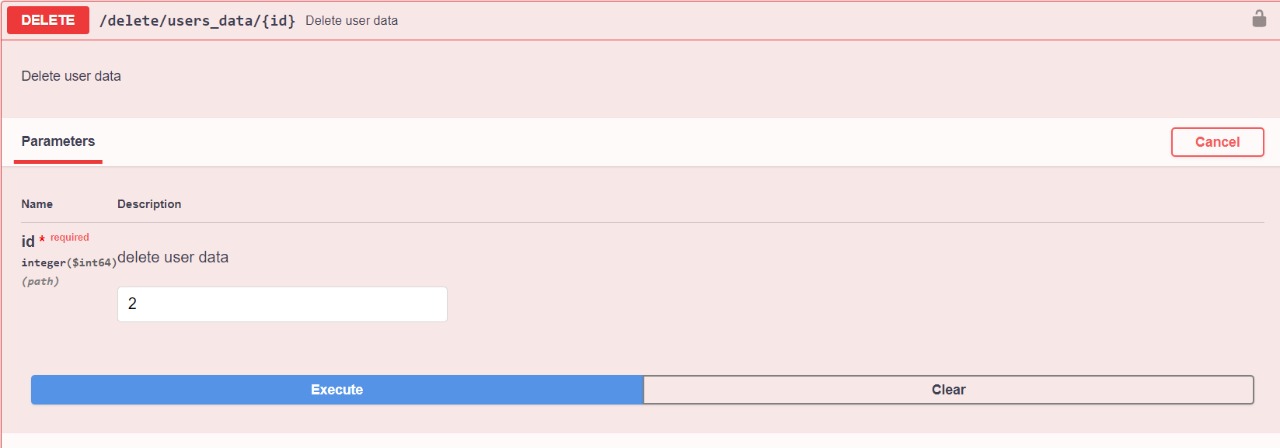 DELETE /delete/users_data/{id} Delete user data
Delete user data
Parameters Cancel
Name Description
id * required
integer($int64) delete user data
(path)
2
Execute Clear